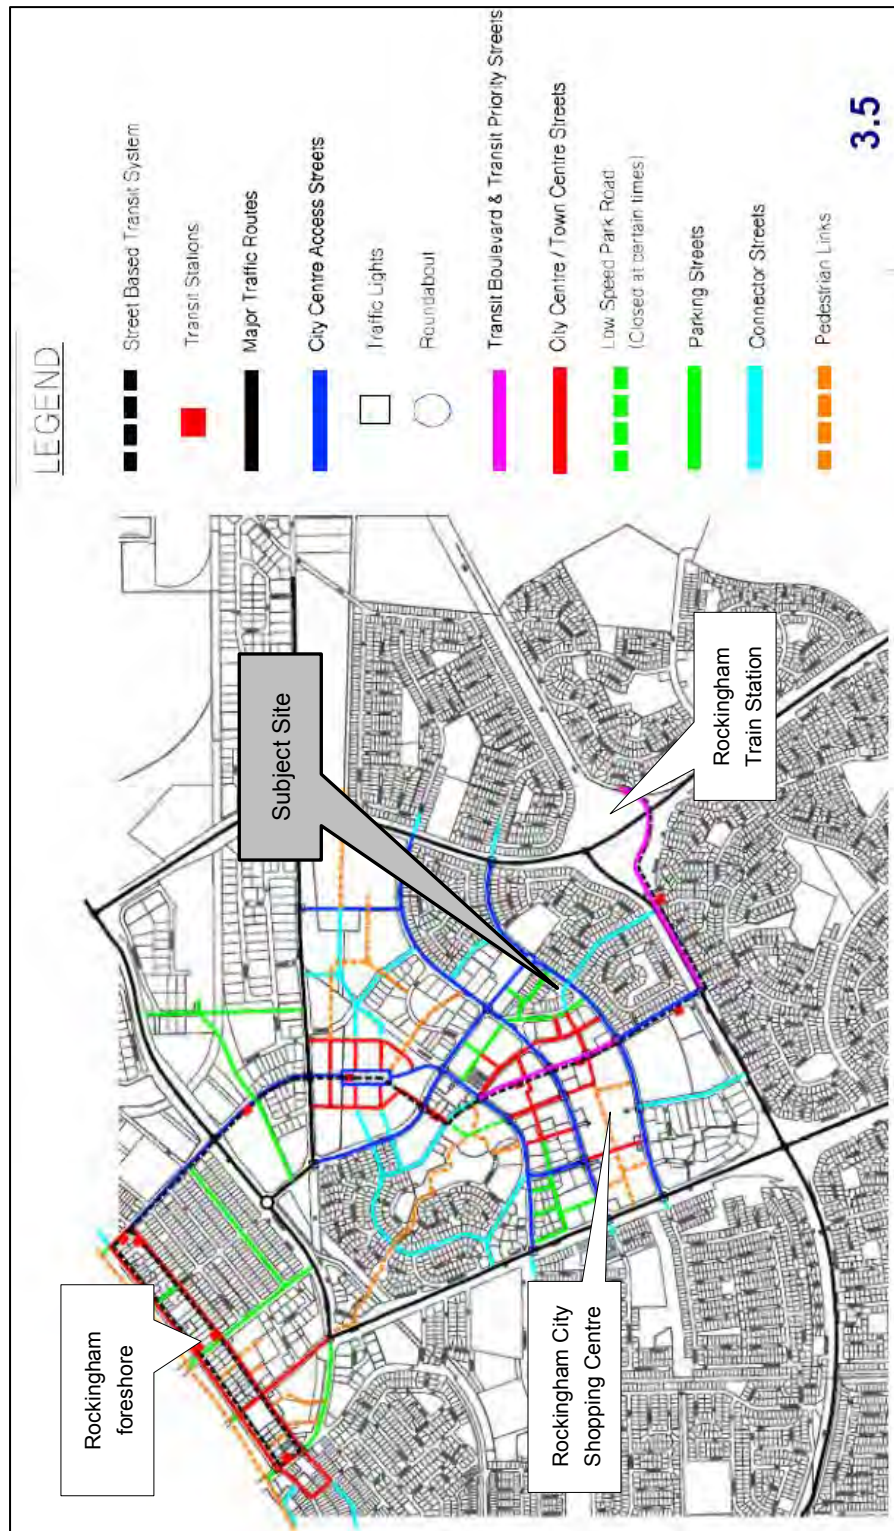 LEGEND
Street Based Transit System
Transit Stations
Major Traffic Routes
City Centre Access Streets
Traffic Lights
Roundabout
Transit Boulevard & Transit Priority Streets
City Centre / Town Centre Streets
Low Speed Park Road
(Closed at certain times)
Parking Streets
Connector Streets
Pedestrian Links
3.5
Rockingham
foreshore
Subject Site
Rockingham City
Shopping Centre
Rockingham
Train Station